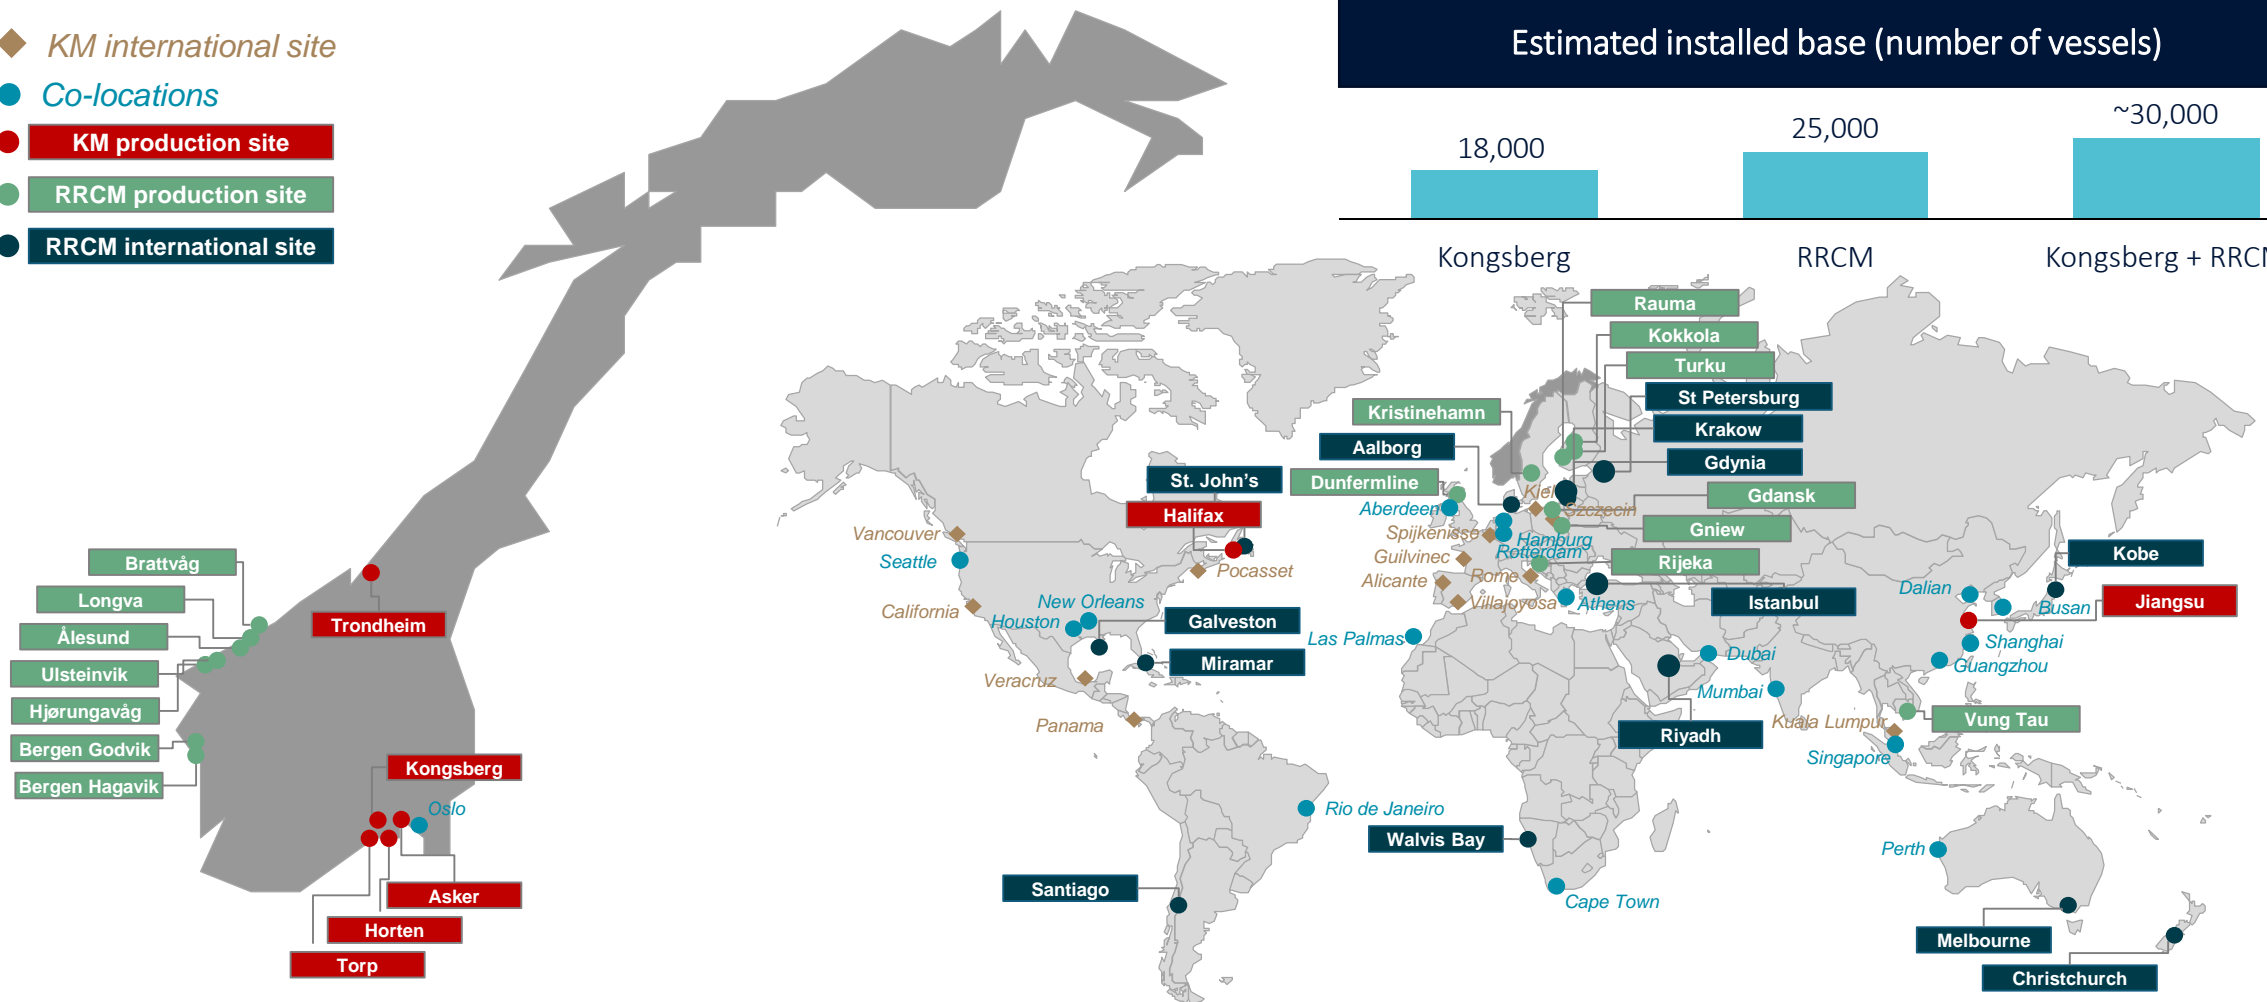 KM international site
Co-locations
KM production site
RRCM production site
RRCM international site
Estimated installed base (number of vessels)
18,000
25,000
~30,000
Kongsberg
RRCM
Kongsberg + RRCM
Brattvåg
Longva
Ålesund
Ulsteinvik
Hjørungavåg
Bergen Godvik
Bergen Hagavik
Trondheim
Kongsberg
Oslo
Asker
Horten
Torp
Rauma
Kokkola
Turku
St Petersburg
Krakow
Gdynia
Gdansk
Gniew
Rijeka
Istanbul
Kristinehamn
Aalborg
Dunfermline
Aberdeen
Kiel
Szczecin
Spijkenisse
Hamburg
Rotterdam
Guilvinec
Alicante
Rome
Villajoyosa
Athens
Las Palmas
St. John’s
Halifax
Pocasset
Vancouver
Seattle
California
New Orleans
Houston
Galveston
Miramar
Veracruz
Panama
Rio de Janeiro
Santiago
Walvis Bay
Cape Town
Riyadh
Dubai
Mumbai
Kuala Lumpur
Singapore
Vung Tau
Dalian
Busan
Kobe
Jiangsu
Shanghai
Guangzhou
Perth
Melbourne
Christchurch